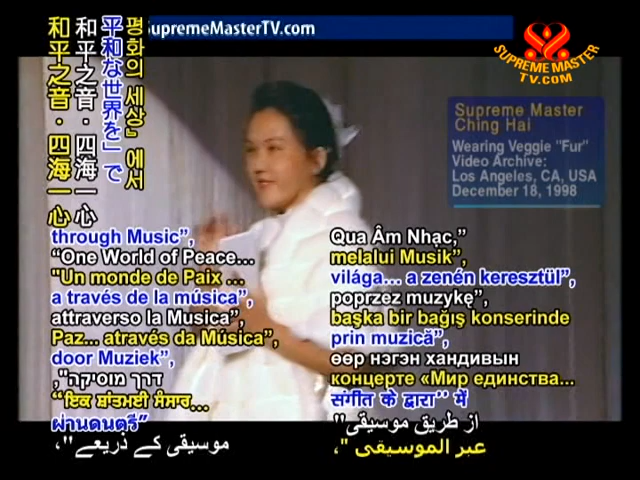 SupremeMasterTV.com
SUPREME MASTER
TV.COM
평화의 세상』에서
平和な世界を」で
和平之音·四海一心
和平之音·四海一心
Supreme Master
Ching Hai
Wearing Veggie "Fur"
Video Archive:
Los Angeles, CA, USA
December 18, 1998
through Music”,
“One World of Peace...
"Un monde de Paix ...
a través de la música”,
attraverso la Musica”,
Paz... através da Música”,
door Muziek”,
דרך מוסיקה",
“ਇਕ ਸ਼ਾਂਤਮਈ ਸੰਸਾਰ...
ผ่านดนตรี”
موسیقی کے ذریعے"،
Qua Âm Nhạc,”
melalui Musik”,
világa... a zenén keresztül”,
poprzez muzykę”,
başka bir bağış konserinde
prin muzică”,
өөр нэгэн хандивын
концерте «Мир единства...
संगीत के द्वारा” में
از طریق موسیقی"
عبر الموسيقى "،